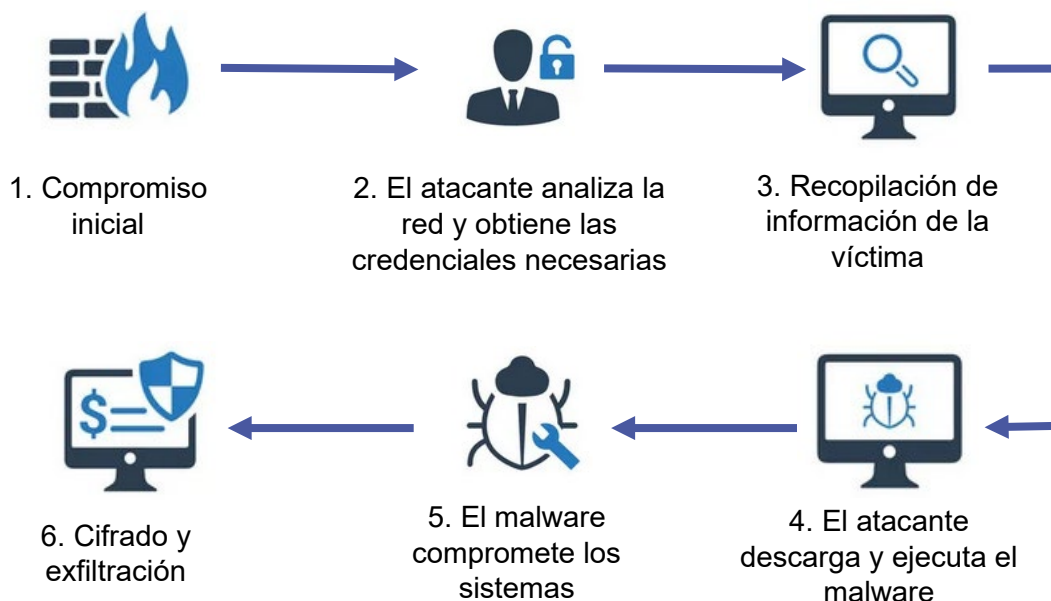 1. Compromiso
inicial
2. El atacante analiza la
red y obtiene las
credenciales necesarias
3. Recopilación de
información de la
víctima
4. El atacante
descarga y ejecuta el
malware
5. El malware
compromete los
sistemas
6. Cifrado y
exfiltración
$